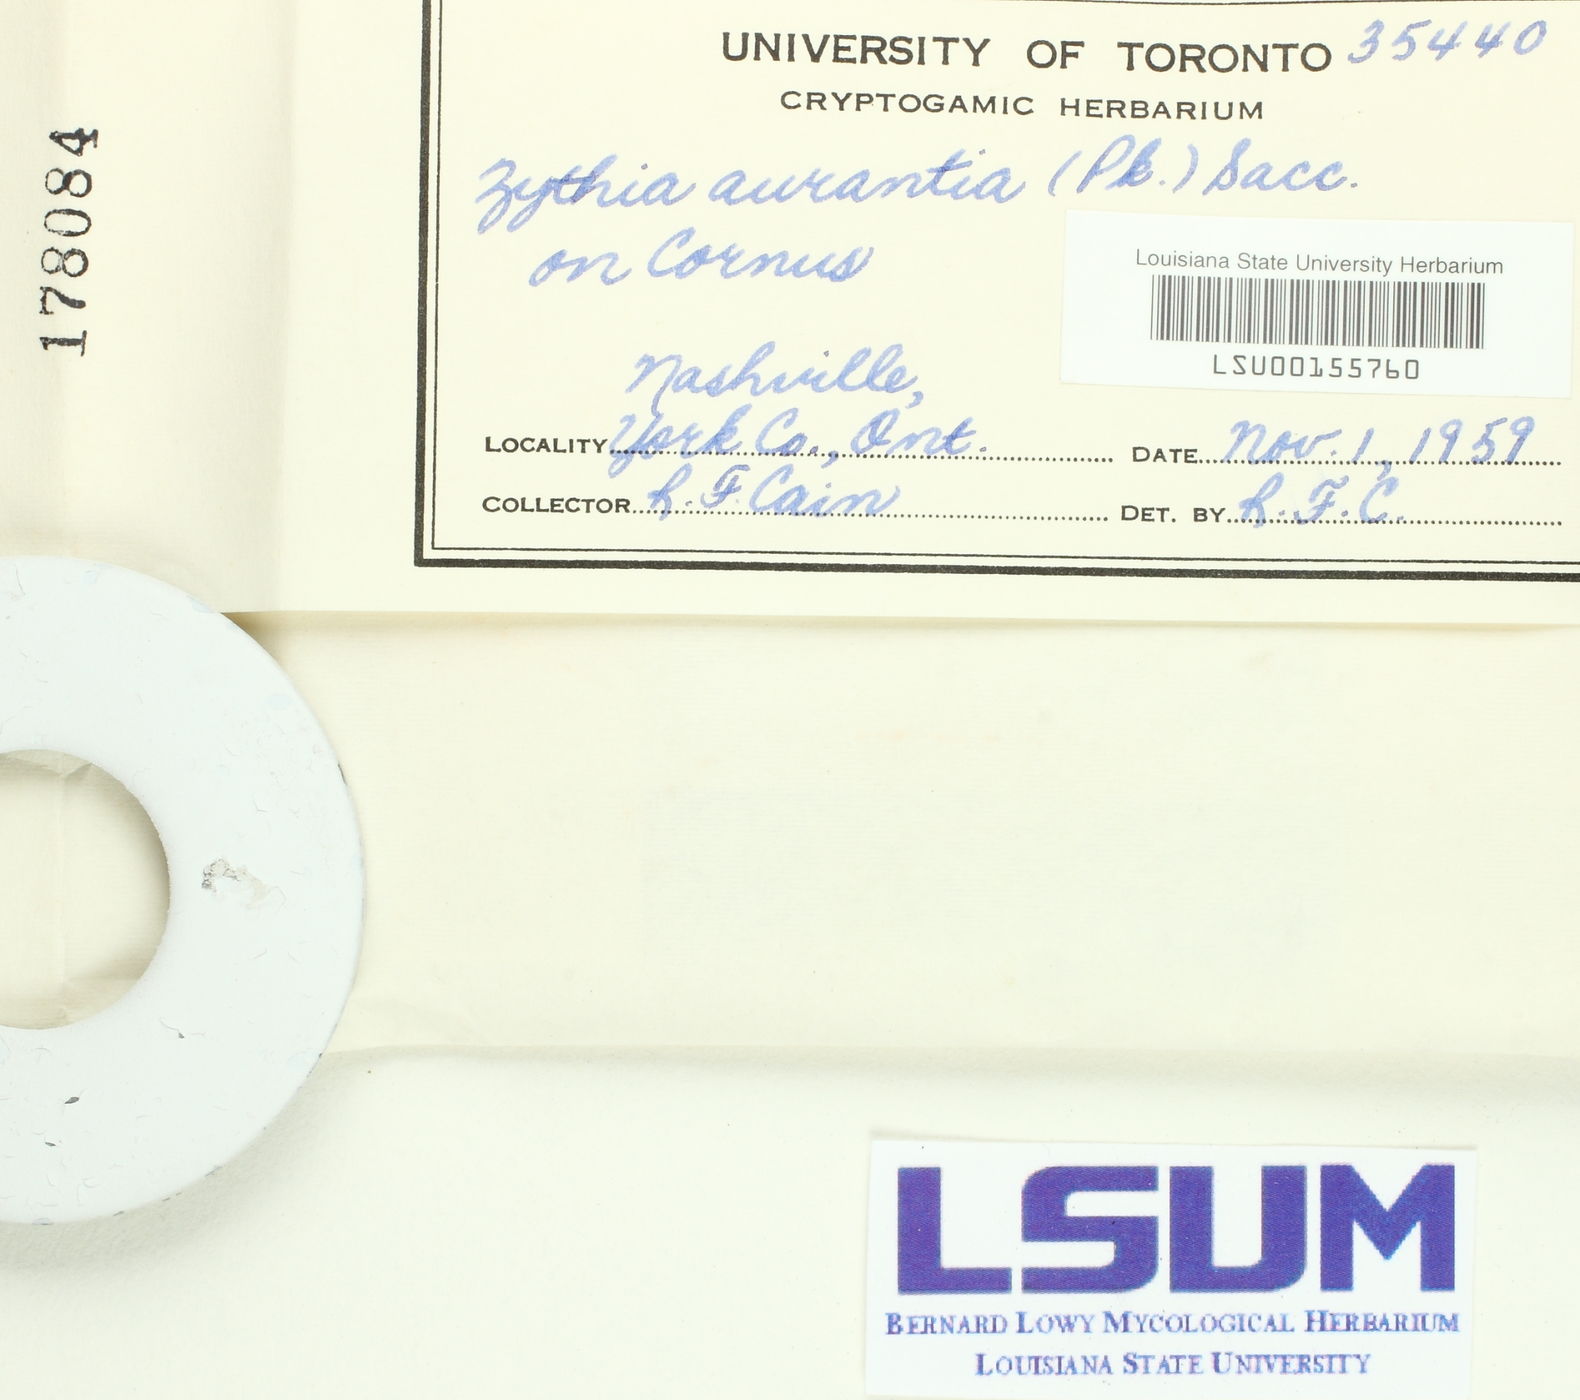 178084
UNIVERSITY OF TORONTO 35440
CRYPTOGAMIC HERBARIUM
Zythia aurantia (Pk.) Sacc.
on Cornus
Louisiana State University Herbarium
LSU00155760
Nashville,
LOCALITY York Co., Ont. DATE Nov. 1, 1959
COLLECTOR R. F. Cain DET. BY R. F. C.
LSUM
BERNARD LOWY MYCOLOGICAL HERBARIUM
LOUISIANA STATE UNIVERSITY